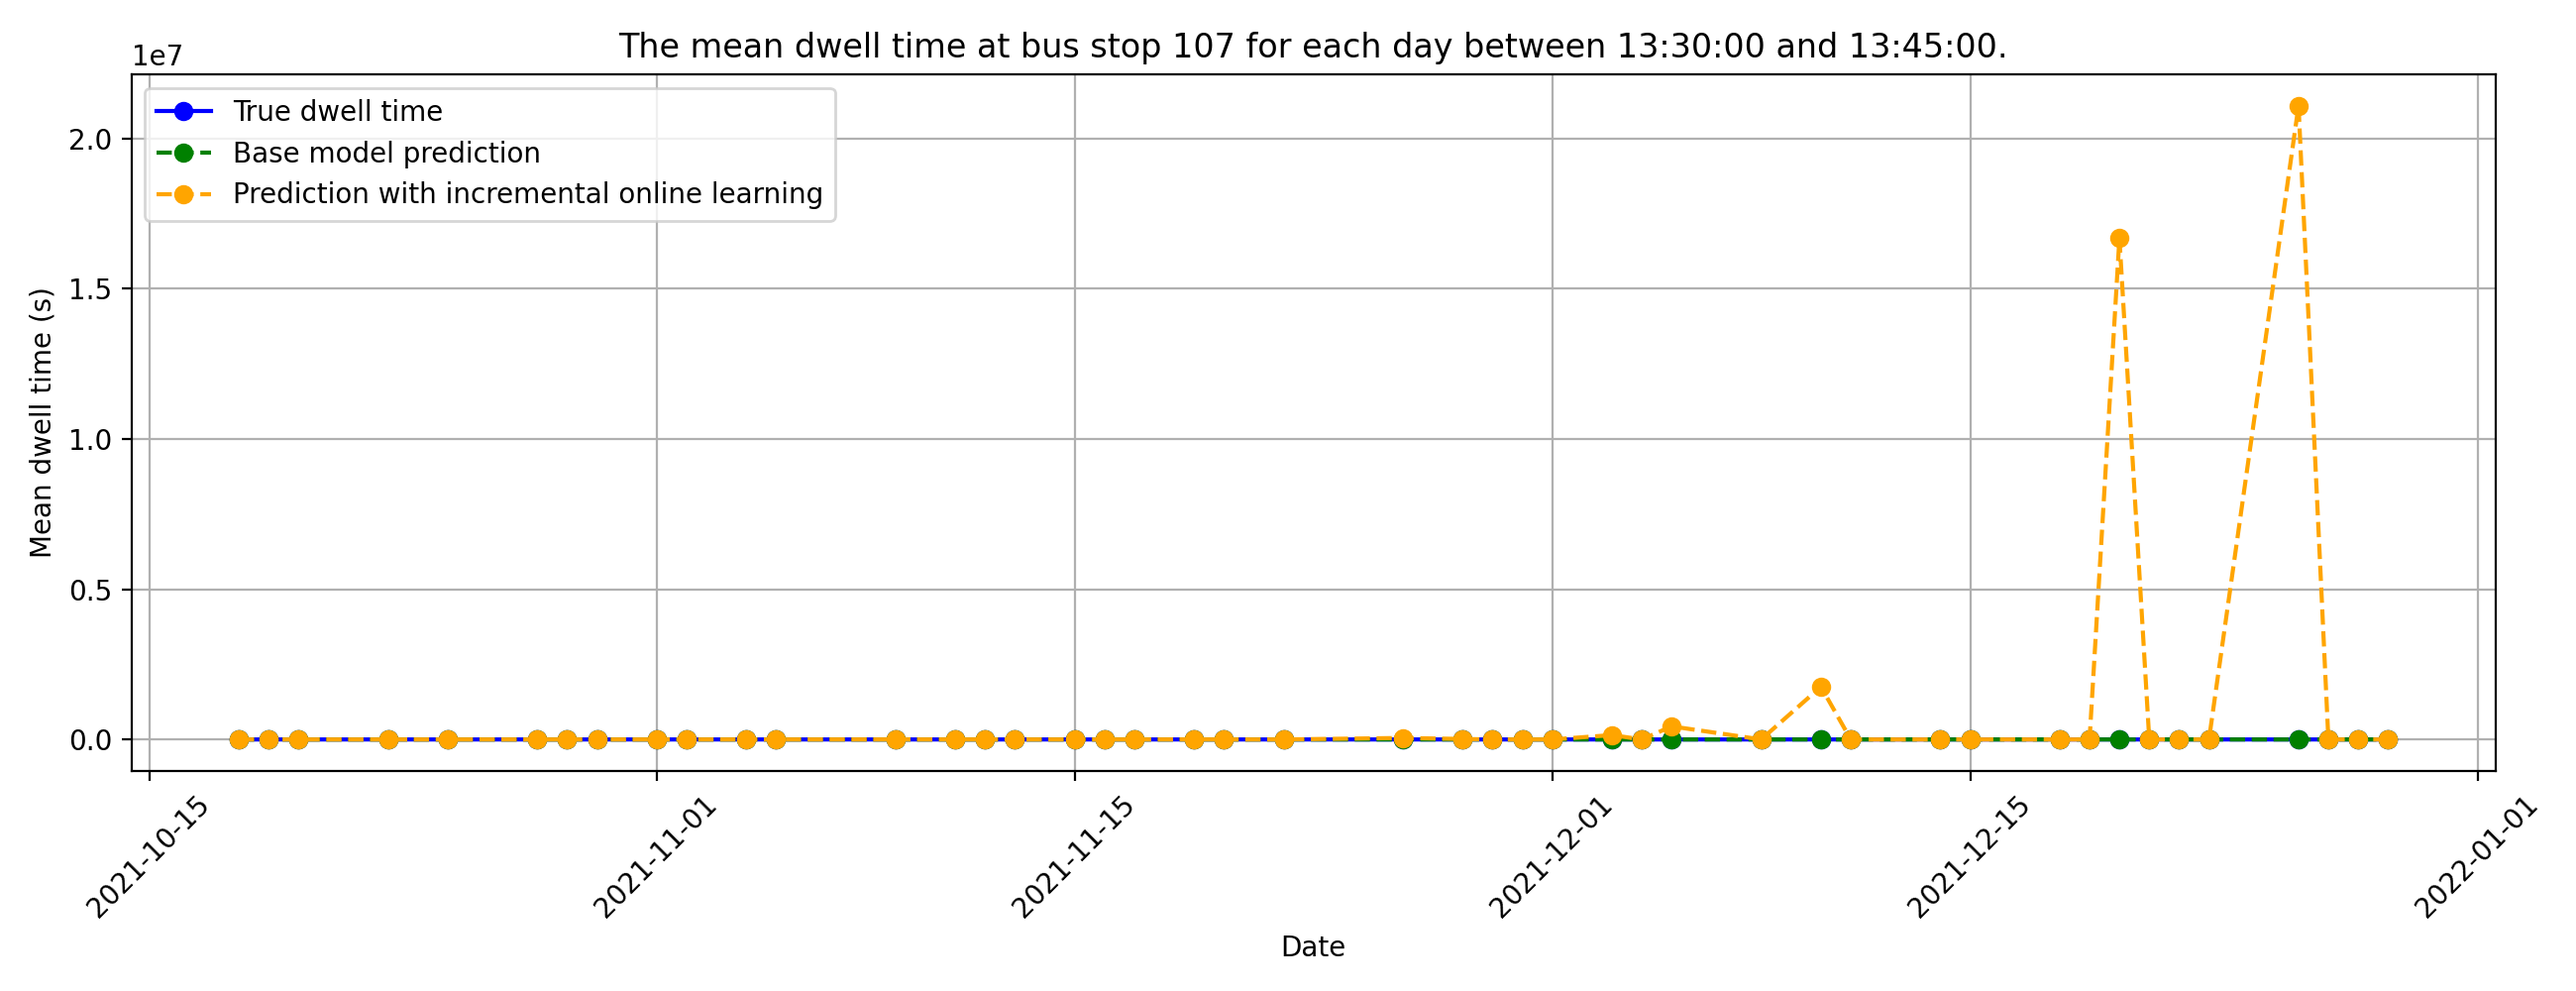 The mean dwell time at bus stop 107 for each day between 13:30:00 and 13:45:00.
1e7
True dwell time
Base model prediction
Prediction with incremental online learning
2.0
1.5
1.0
0.5
0.0
Mean dwell time (s)
2021-10-15
2021-11-01
2021-11-15
2021-12-01
2021-12-15
2022-01-01
Date